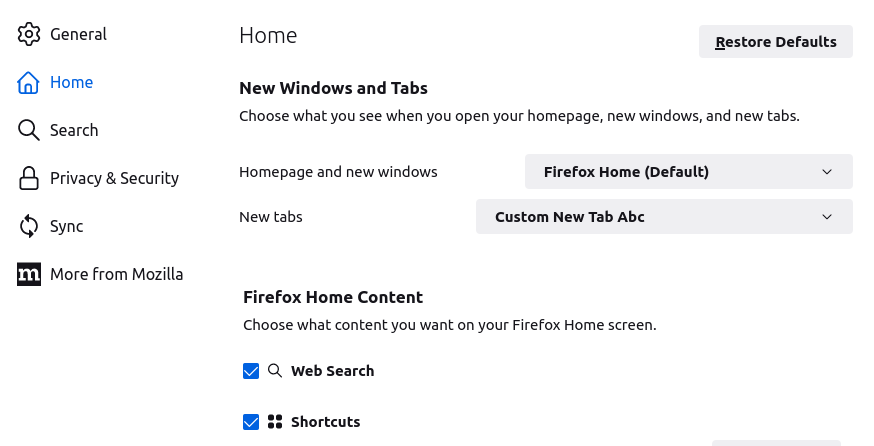 General
Home
Search
Privacy & Security
Sync
m More from Mozilla
Home
Restore Defaults
New Windows and Tabs
Choose what you see when you open your homepage, new windows, and new tabs.
Homepage and new windows
Firefox Home (Default)
New tabs
Custom New Tab Abc
Firefox Home Content
Choose what content you want on your Firefox Home screen.
Web Search
Shortcuts